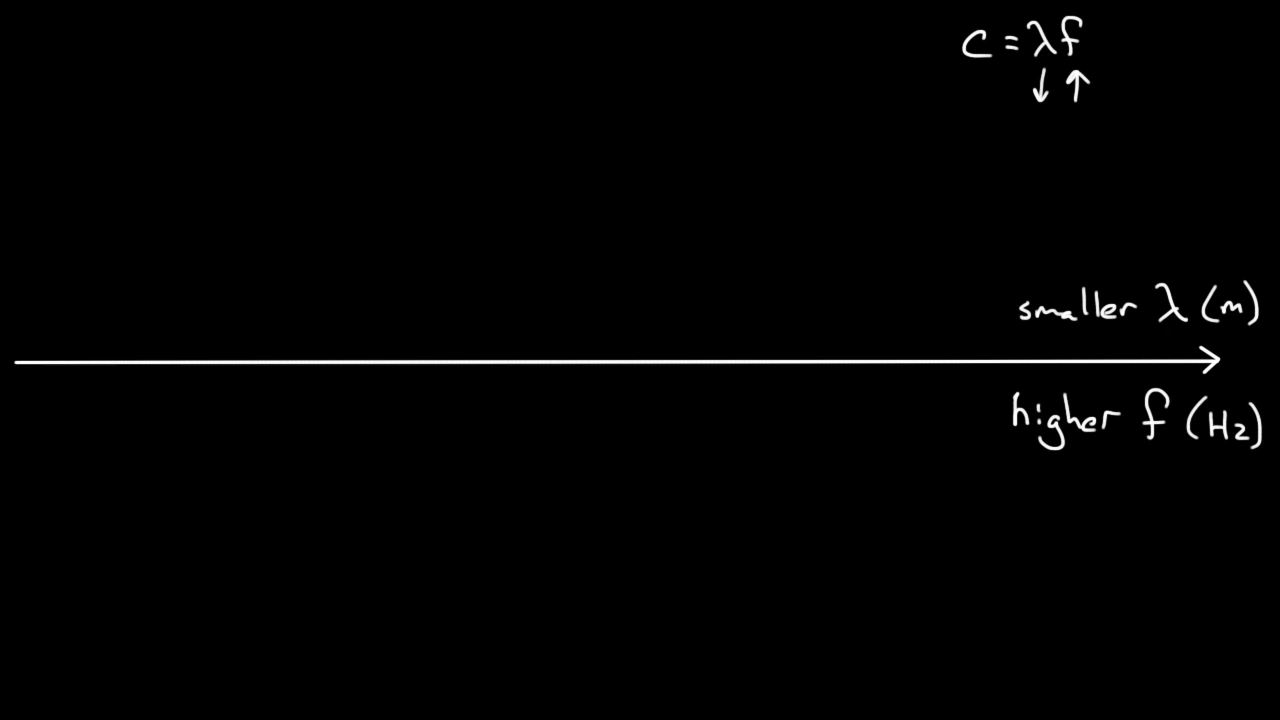 c = λf
↓ ↑
smaller λ (m)
higher f (Hz)